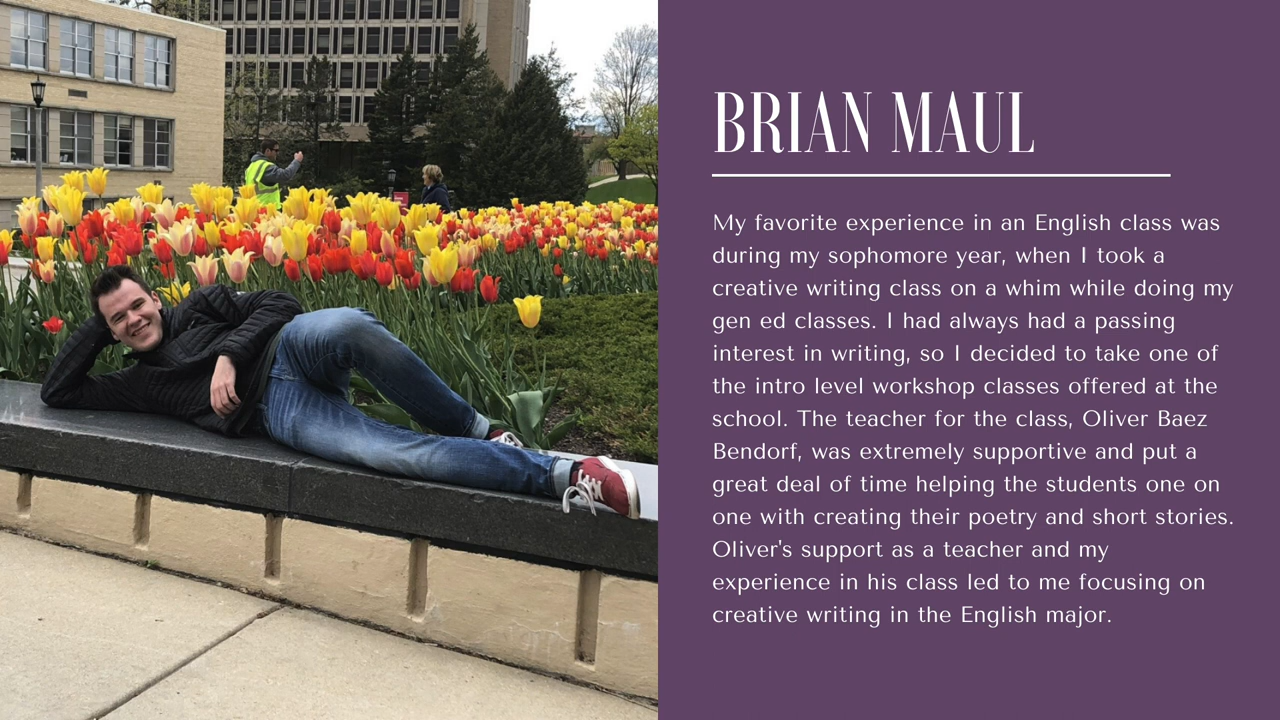 BRIAN MAUL
My favorite experience in an English class was
during my sophomore year, when I took a
creative writing class on a whim while doing my
gen ed classes. I had always had a passing
interest in writing, so I decided to take one of
the intro level workshop classes offered at the
school. The teacher for the class, Oliver Baez
Bendorf, was extremely supportive and put a
great deal of time helping the students one on
one with creating their poetry and short stories.
Oliver's support as a teacher and my
experience in his class led to me focusing on
creative writing in the English major.